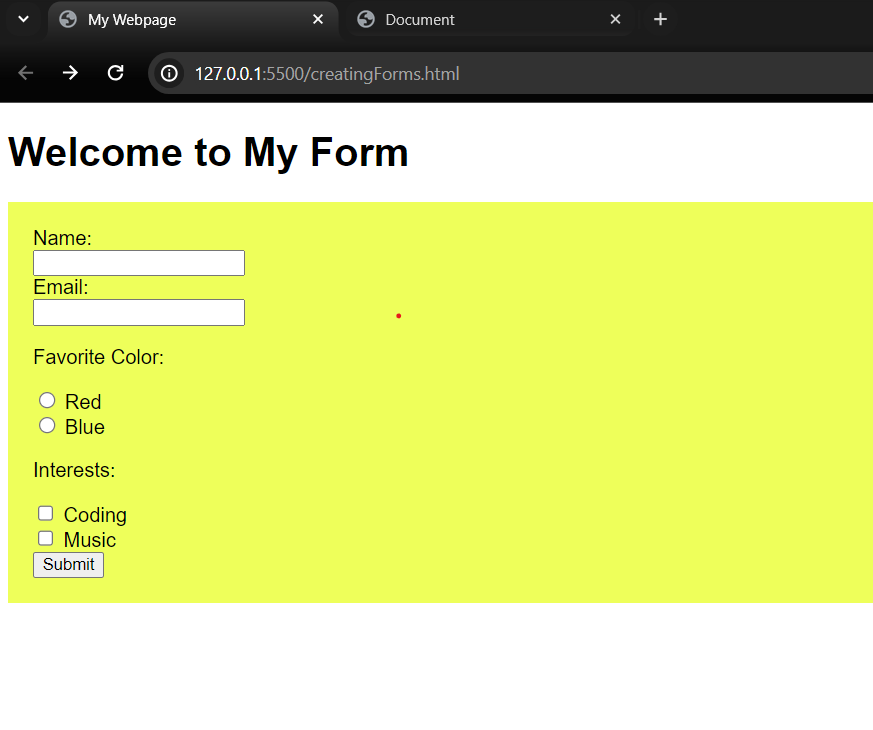 My Webpage
Document
127.0.0.1:5500/creatingForms.html
Welcome to My Form
Name:
Email:
Favorite Color:
Red
Blue
Interests:
Coding
Music
Submit